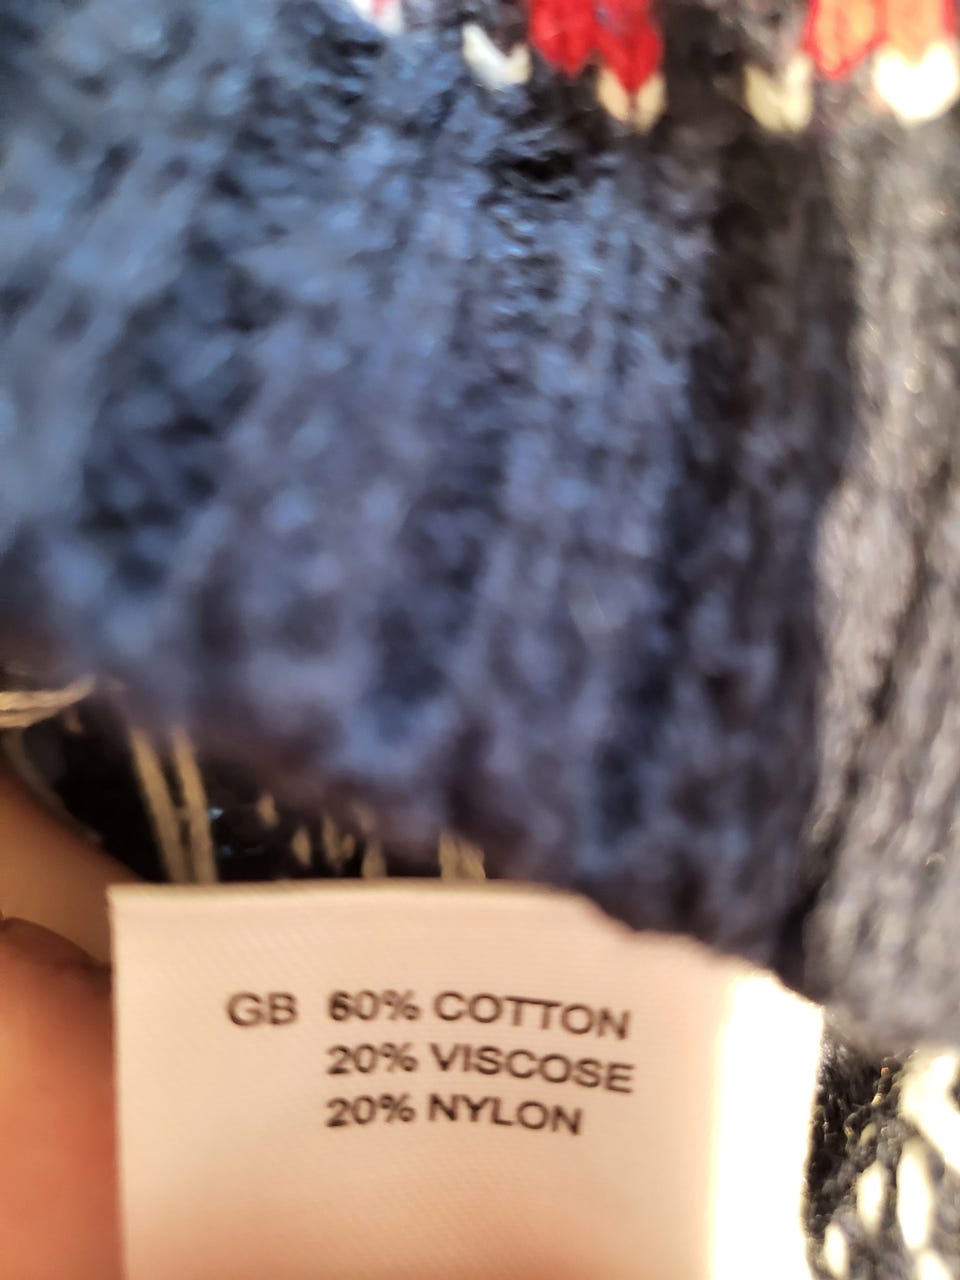 GB 60% COTTON
20% VISCOSE
20% NYLON